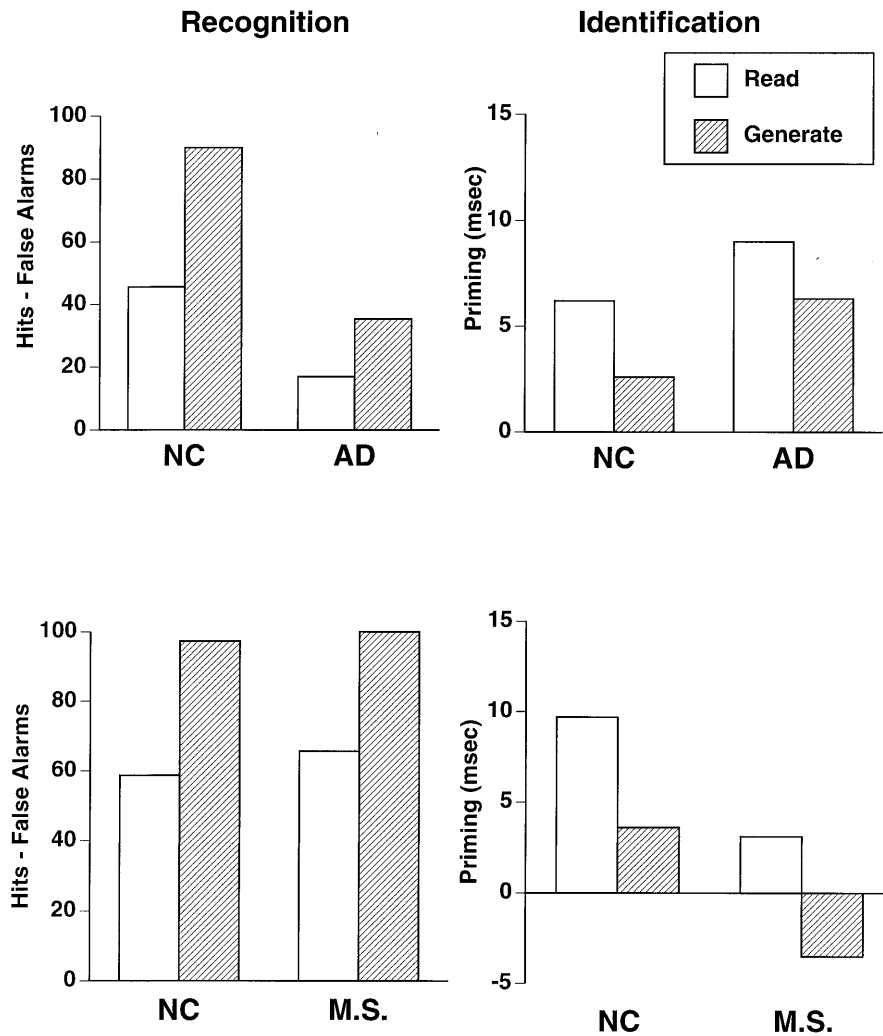 Recognition
Identification
Read
Generate
Hits - False Alarms
100
80
60
40
20
0
NC
AD
Priming (msec)
15
10
5
0
NC
AD
Hits - False Alarms
100
80
60
40
20
0
NC
M.S.
Priming (msec)
15
10
5
0
-5
NC
M.S.